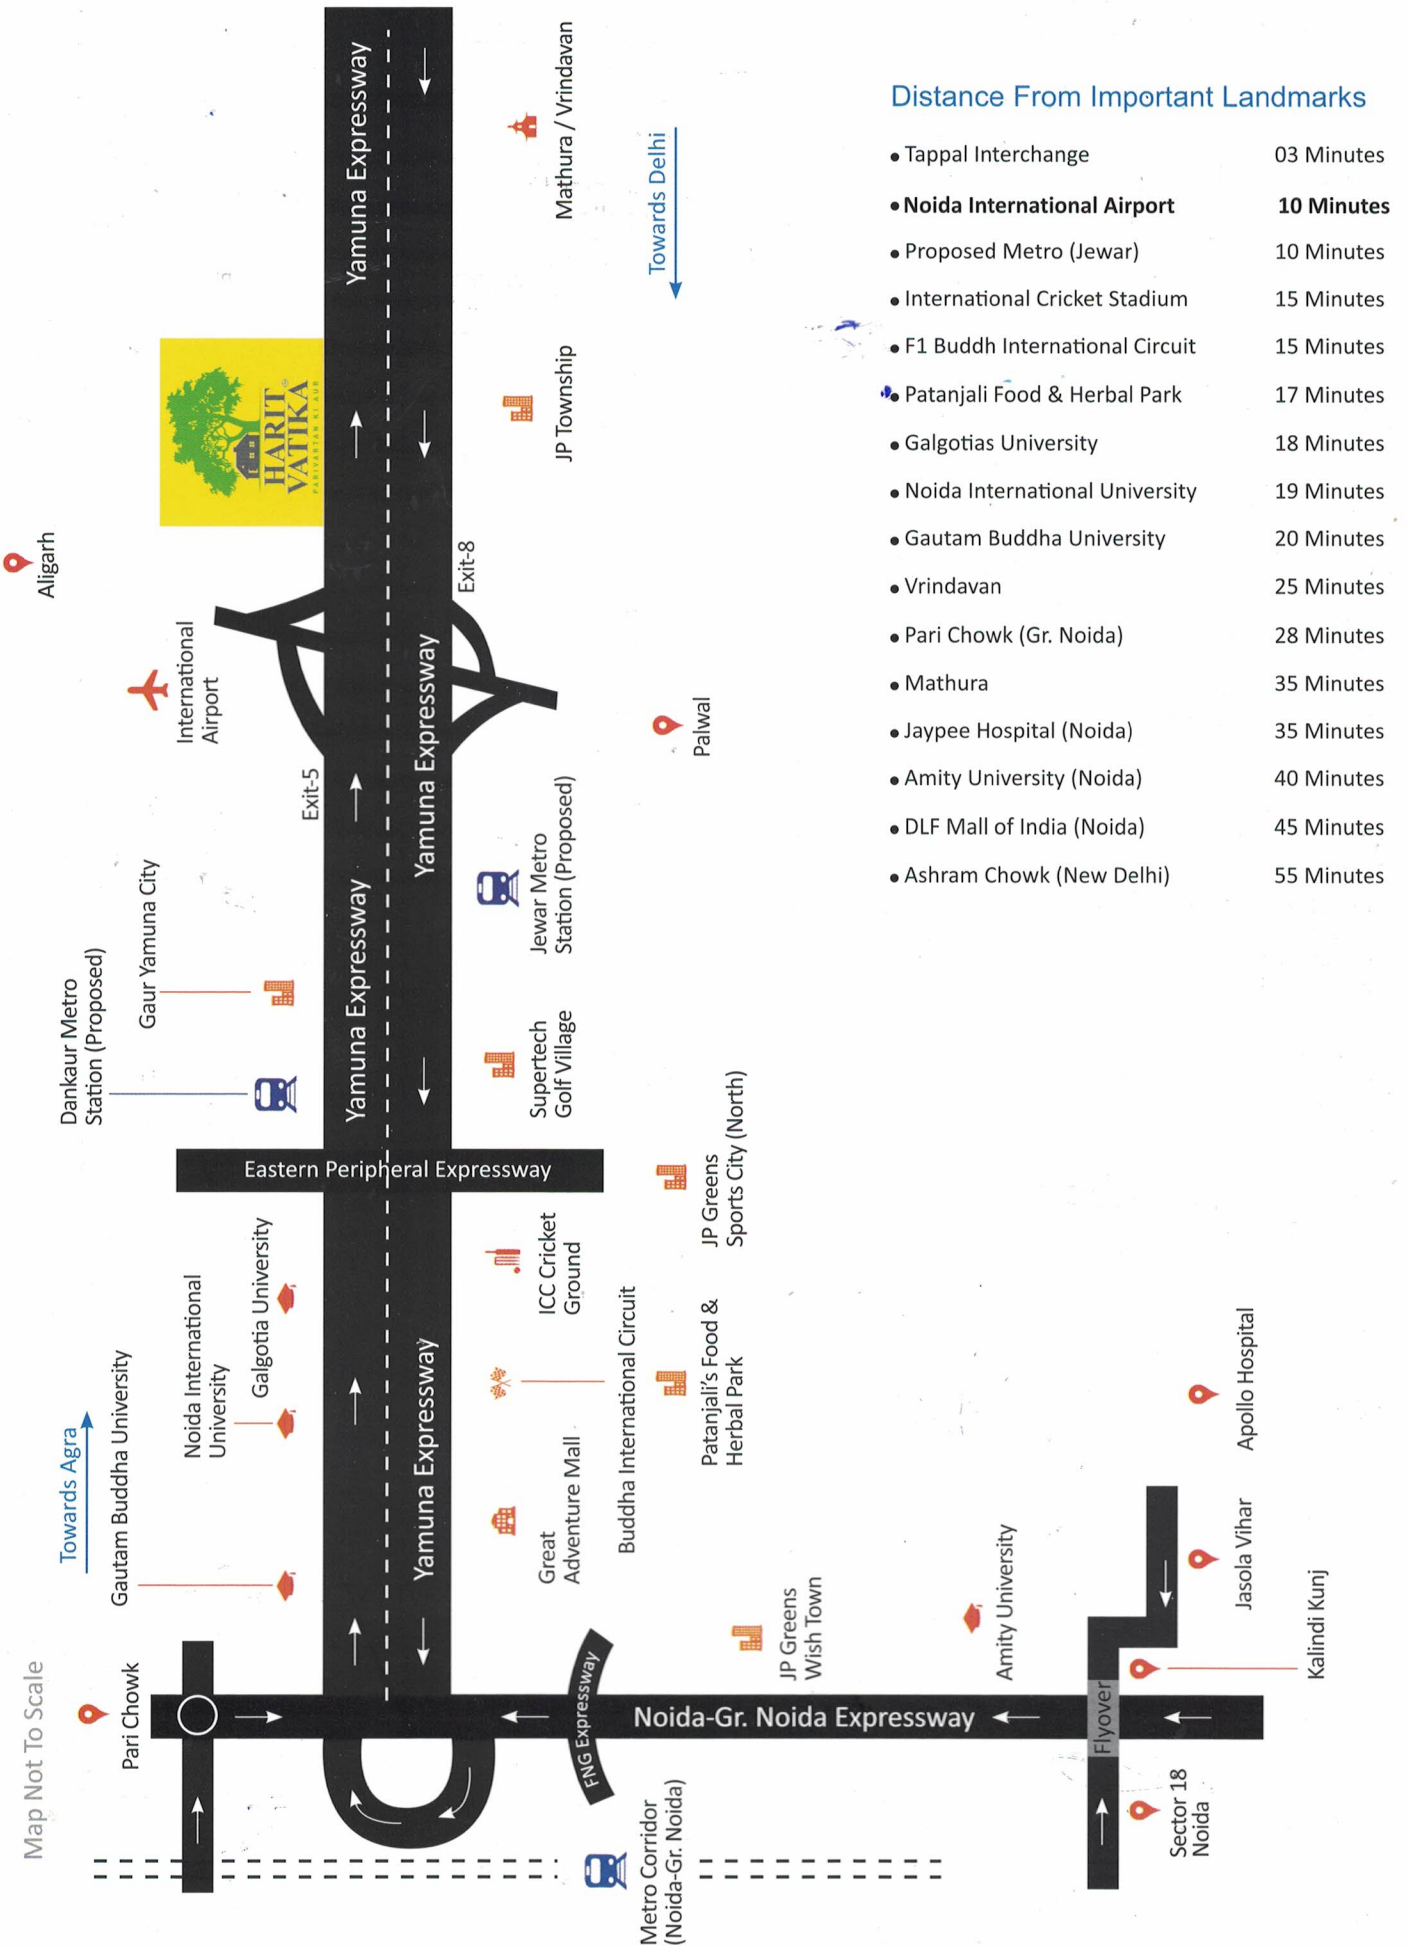 Distance From Important Landmarks
• Tappal Interchange 03 Minutes
• Noida International Airport 10 Minutes
• Proposed Metro (Jewar) 10 Minutes
• International Cricket Stadium 15 Minutes
• F1 Buddh International Circuit 15 Minutes
• Patanjali Food & Herbal Park 17 Minutes
• Galgotias University 18 Minutes
• Noida International University 19 Minutes
• Gautam Buddha University 20 Minutes
• Vrindavan 25 Minutes
• Pari Chowk (Gr. Noida) 28 Minutes
• Mathura 35 Minutes
• Jaypee Hospital (Noida) 35 Minutes
• Amity University (Noida) 40 Minutes
• DLF Mall of India (Noida) 45 Minutes
• Ashram Chowk (New Delhi) 55 Minutes
Map Not To Scale
Towards Agra
Aligarh
Dankaur Metro
Station (Proposed)
Gaur Yamuna City
International
Airport
HARIT
VATIKA®
PARIVARTAN KI AUR
Pari Chowk
Gautam Buddha University
Noida International
University
Galgotia University
Exit-5
Yamuna Expressway
Yamuna Expressway
Yamuna Expressway
Yamuna Expressway
Eastern Peripheral Expressway
Exit-8
Great
Adventure Mall
ICC Cricket
Ground
Supertech
Golf Village
Jewar Metro
Station (Proposed)
JP Township
Mathura / Vrindavan
Buddha International Circuit
Towards Delhi
Palwal
Patanjali's Food &
Herbal Park
JP Greens
Sports City (North)
FNG Expressway
Metro Corridor
(Noida-Gr. Noida)
Noida-Gr. Noida Expressway
JP Greens
Wish Town
Amity University
Flyover
Sector 18
Noida
Jasola Vihar
Apollo Hospital
Kalindi Kunj